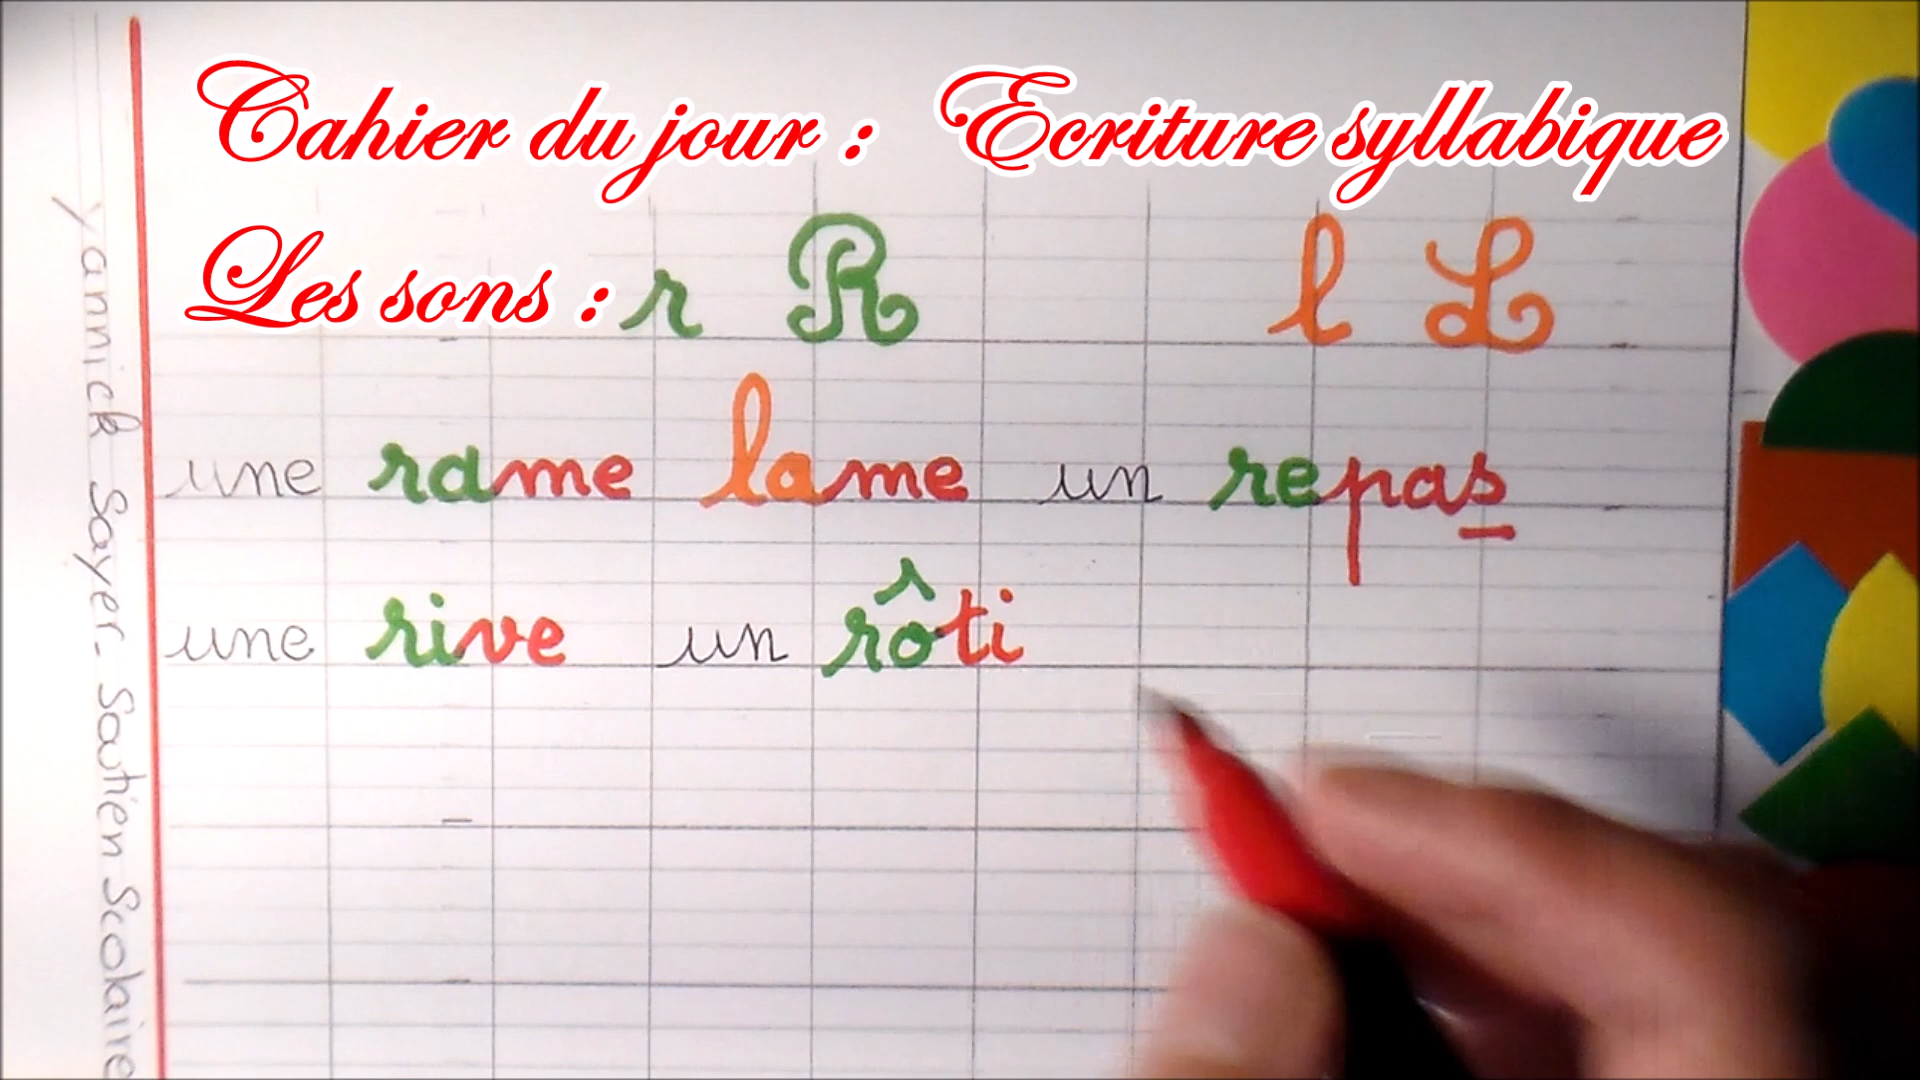 Cahier du jour : Ecriture syllabique
Les sons : r R l L
une rame lame un repas
une rive un rôti
yannick Sayer - Soutien Scolaire